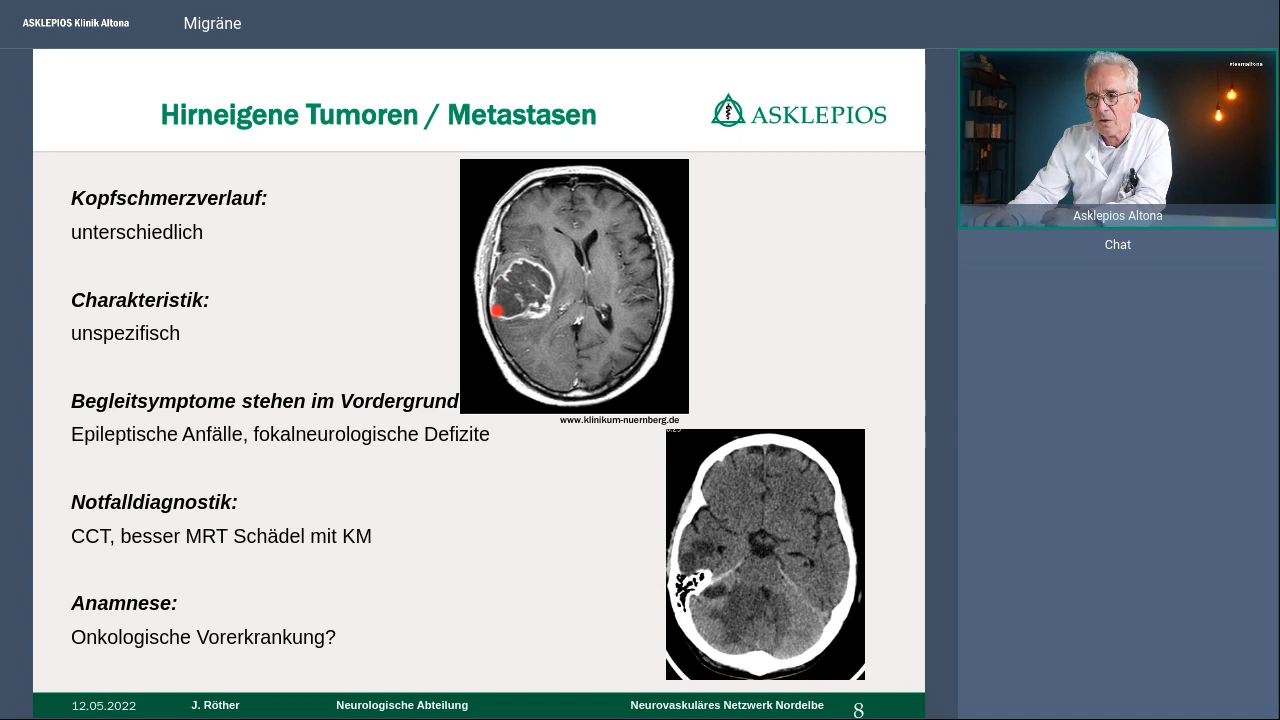 ASKLEPIOS Klinik Altona
Migräne
Hirneigene Tumoren / Metastasen
ASKLEPIOS
#teamaltona
Asklepios Altona
Chat
Kopfschmerzverlauf:
unterschiedlich
Charakteristik:
unspezifisch
Begleitsymptome stehen im Vordergrund
Epileptische Anfälle, fokalneurologische Defizite
www.klinikum-nuernberg.de
Notfalldiagnostik:
CCT, besser MRT Schädel mit KM
Anamnese:
Onkologische Vorerkrankung?
12.05.2022
J. Röther
Neurologische Abteilung
Neurovaskuläres Netzwerk Nordelbe
8